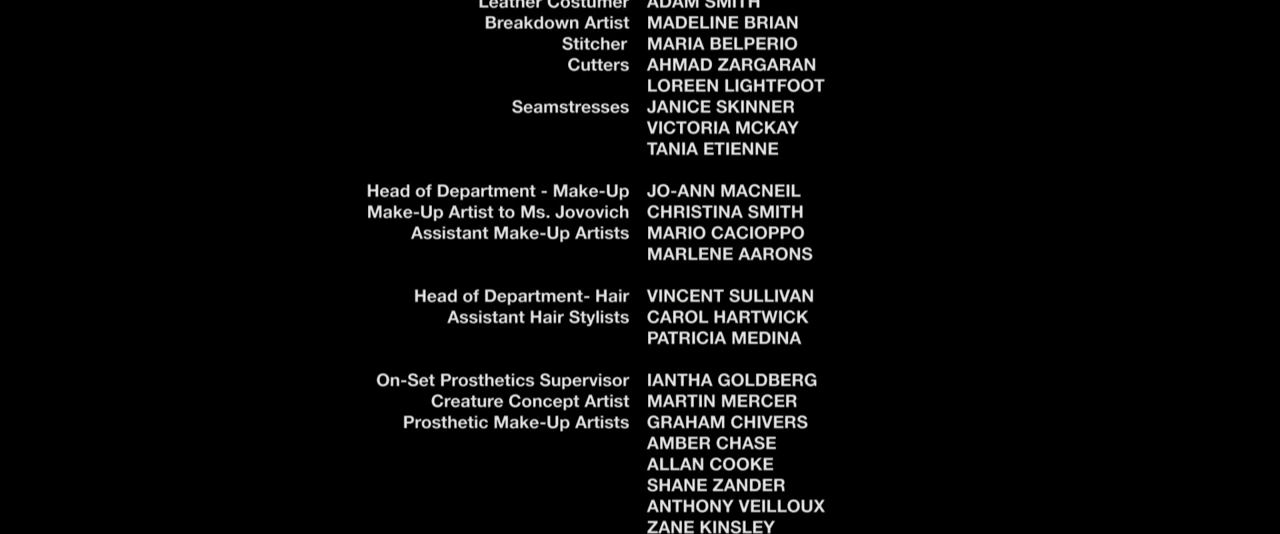 Leather Costumer ADAM SMITH
Breakdown Artist MADELINE BRIAN
Stitcher MARIA BELPERIO
Cutters AHMAD ZARGARAN
LOREEN LIGHTFOOT
Seamstresses JANICE SKINNER
VICTORIA MCKAY
TANIA ETIENNE
Head of Department - Make-Up JO-ANN MACNEIL
Make-Up Artist to Ms. Jovovich CHRISTINA SMITH
Assistant Make-Up Artists MARIO CACIOPPO
MARLENE AARONS
Head of Department- Hair VINCENT SULLIVAN
Assistant Hair Stylists CAROL HARTWICK
PATRICIA MEDINA
On-Set Prosthetics Supervisor IANTHA GOLDBERG
Creature Concept Artist MARTIN MERCER
Prosthetic Make-Up Artists GRAHAM CHIVERS
AMBER CHASE
ALLAN COOKE
SHANE ZANDER
ANTHONY VEILLOUX
ZANE KINSLEY